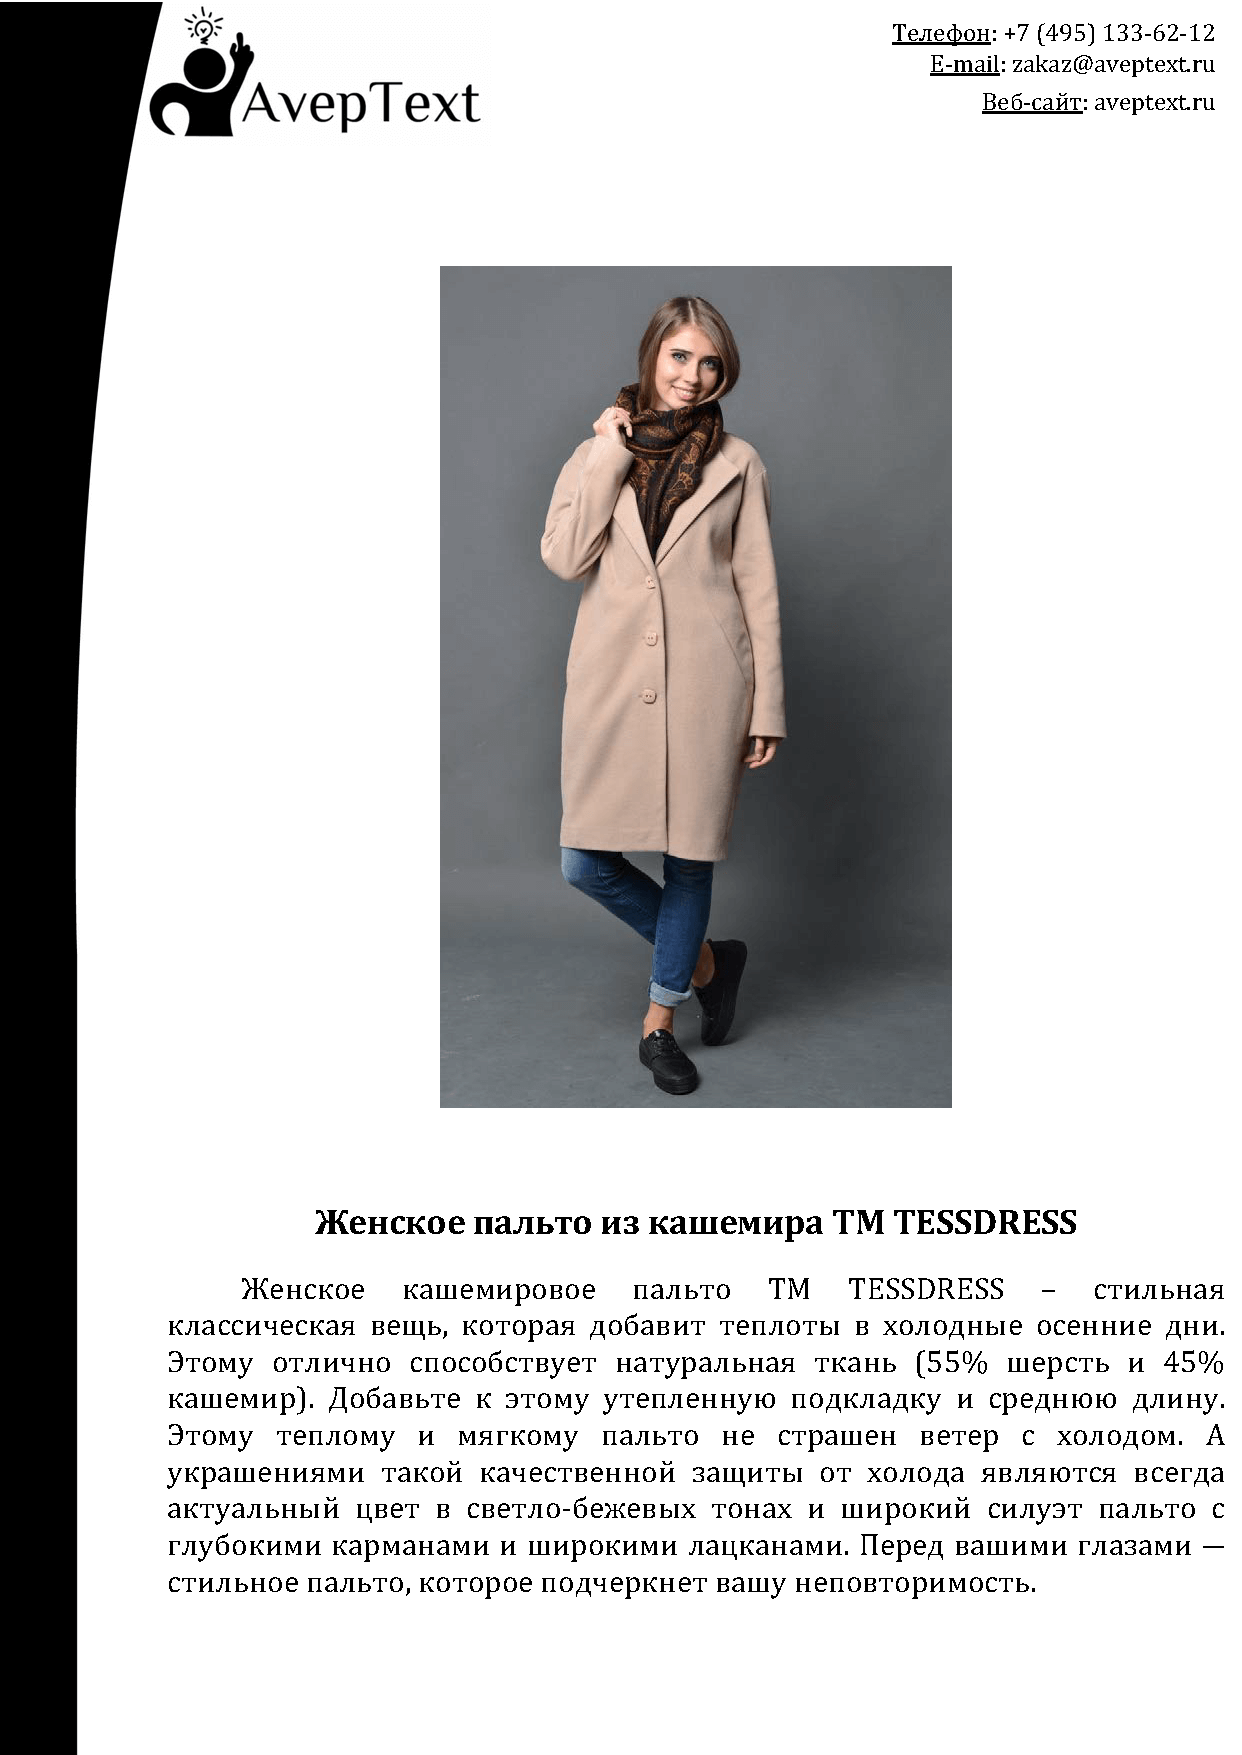 AvepText
Телефон: +7 (495) 133-62-12
E-mail: zakaz@aveptext.ru
Веб-сайт: aveptext.ru
Женское пальто из кашемира ТМ TESSDRESS
Женское кашемировое пальто ТМ TESSDRESS – стильная
классическая вещь, которая добавит теплоты в холодные осенние дни.
Этому отлично способствует натуральная ткань (55% шерсть и 45%
кашемир). Добавьте к этому утепленную подкладку и среднюю длину.
Этому теплому и мягкому пальто не страшен ветер с холодом. А
украшениями такой качественной защиты от холода являются всегда
актуальный цвет в светло-бежевых тонах и широкий силуэт пальто с
глубокими карманами и широкими лацканами. Перед вашими глазами —
стильное пальто, которое подчеркнет вашу неповторимость.